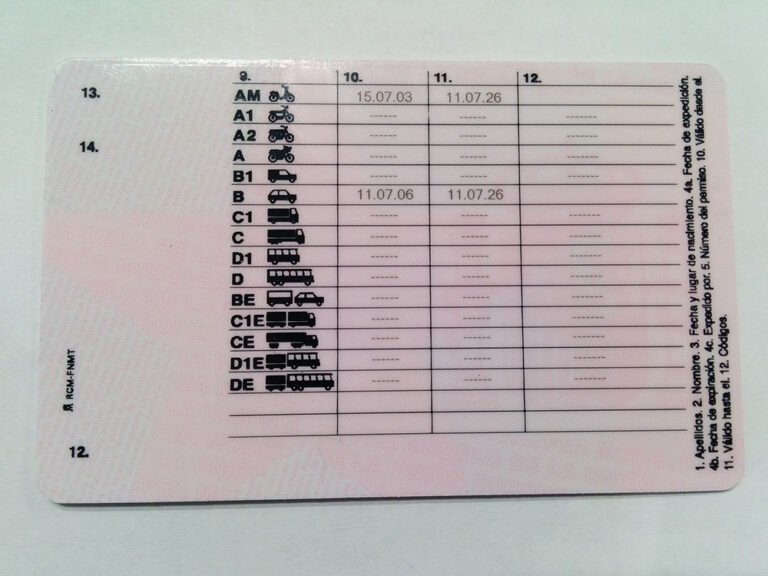 13.
14.
RCM-FNMT
12.
9. 10. 11. 12.
AM 15.07.03 11.07.26
A1 ------ ------ ------
A2 ------ ------ ------
A ------ ------ ------
B1 ------ ------ ------
B 11.07.06 11.07.26
C1 ------ ------ ------
C ------ ------ ------
D1 ------ ------ ------
D ------ ------ ------
BE ------ ------ ------
C1E ------ ------ ------
CE ------ ------ ------
D1E ------ ------ ------
DE ------ ------ ------
1. Apellidos. 2. Nombre. 3. Fecha y lugar de nacimiento. 4a. Fecha de expedición.
4b. Fecha de expiración. 4c. Expedido por. 5. Número del permiso. 10. Válido desde el.
11. Válido hasta el. 12. Códigos.